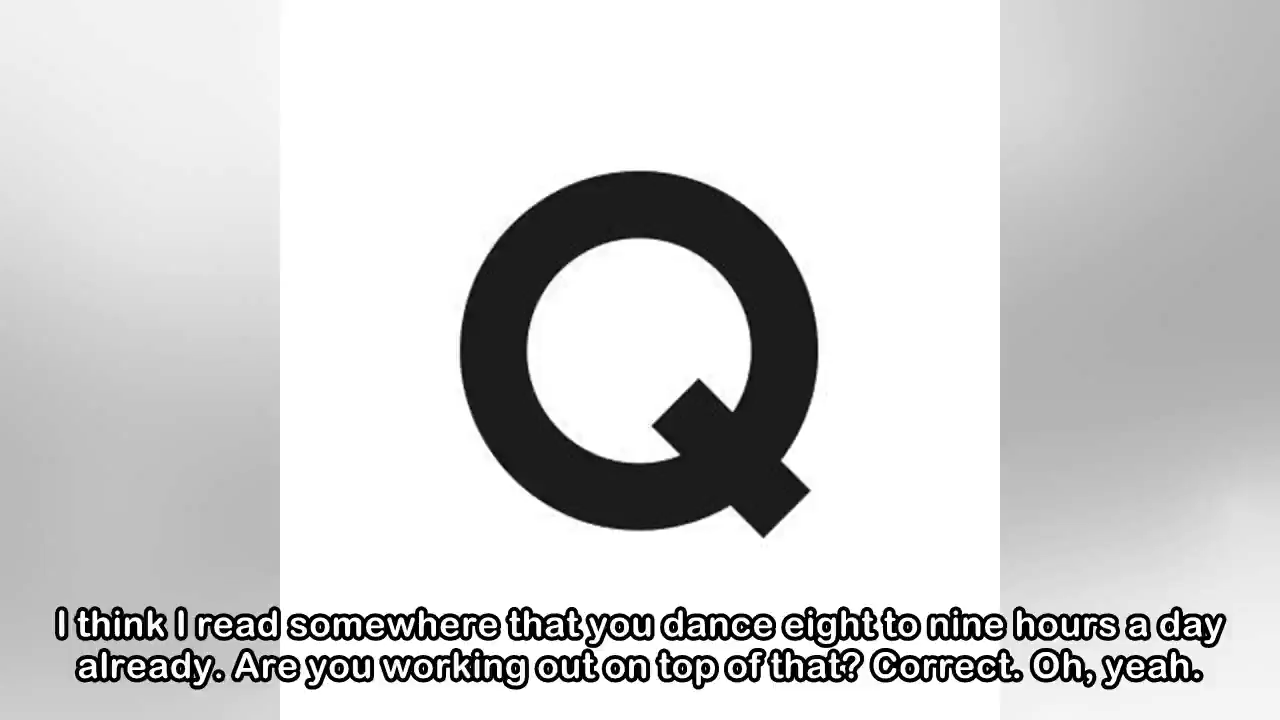 Q
I think I read somewhere that you dance eight to nine hours a day
already. Are you working out on top of that? Correct. Oh, yeah.